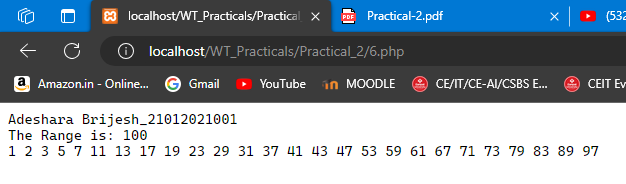 localhost/WT_Practicals/Practical
Practical-2.pdf
(532
localhost/WT_Practicals/Practical_2/6.php
Amazon.in - Online...
Gmail
YouTube
MOODLE
CE/IT/CE-AI/CSBS E...
CEIT Ev
Adeshara Brijesh_21012021001
The Range is: 100
1 2 3 5 7 11 13 17 19 23 29 31 37 41 43 47 53 59 61 67 71 73 79 83 89 97